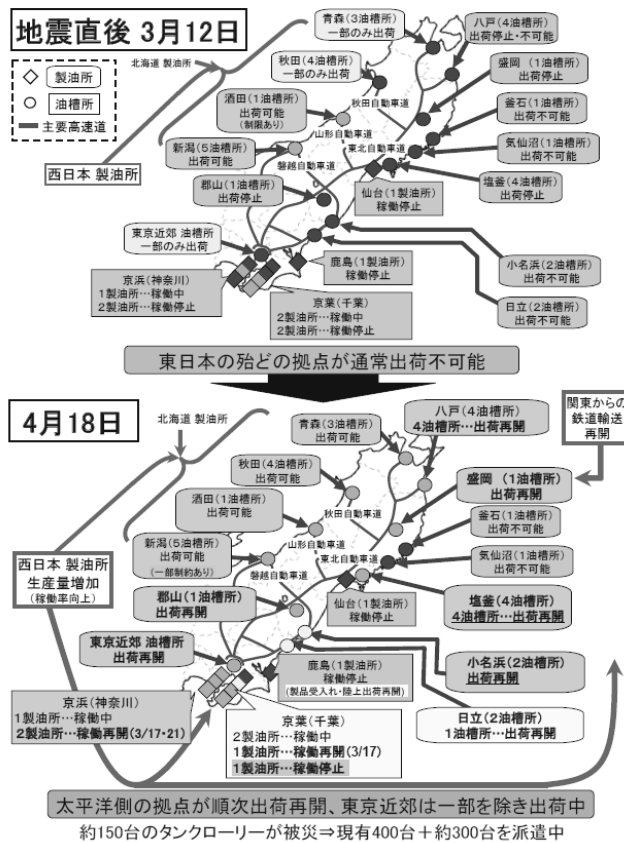 地震直後 3月12日
製油所
油槽所
主要高速道
北海道 製油所
西日本 製油所
青森(3油槽所)
一部のみ出荷
八戸(4油槽所)
出荷停止・不可能
秋田(4油槽所)
一部のみ出荷
盛岡 (1油槽所)
出荷停止
酒田(1油槽所)
出荷可能
(制限あり)
秋田自動車道
釜石(1油槽所)
出荷不可能
山形自動車道
新潟(5油槽所)
出荷可能
東北自動車道
気仙沼(1油槽所)
出荷不可能
磐越自動車道
郡山(1油槽所)
出荷停止
仙台(1製油所)
稼働停止
塩釜(4油槽所)
出荷停止
東京近郊 油槽所
一部のみ出荷
鹿島(1製油所)
稼働停止
小名浜(2油槽所)
出荷不可能
京浜(神奈川)
1製油所…稼働中
2製油所…稼働停止
京葉(千葉)
2製油所…稼働中
2製油所…稼働停止
日立(2油槽所)
出荷不可能
東日本の殆どの拠点が通常出荷不可能
4月18日
北海道 製油所
青森(3油槽所)
出荷可能
八戸(4油槽所)
4油槽所…出荷再開
関東からの
鉄道輸送
再開
秋田(4油槽所)
出荷可能
盛岡 (1油槽所)
出荷再開
酒田(1油槽所)
出荷可能
秋田自動車道
釜石(1油槽所)
出荷不可能
新潟(5油槽所)
出荷可能
(一部制約あり)
山形自動車道
東北自動車道
気仙沼(1油槽所)
出荷不可能
西日本 製油所
生産量増加
(稼働率向上)
磐越自動車道
郡山(1油槽所)
出荷再開
仙台(1製油所)
稼働停止
塩釜(4油槽所)
4油槽所…出荷再開
東京近郊 油槽所
出荷再開
鹿島(1製油所)
稼働停止
(製品受入れ・陸上出荷再開)
小名浜(2油槽所)
出荷再開
京浜(神奈川)
1製油所…稼働中
2製油所…稼働再開(3/17・21)
京葉(千葉)
2製油所…稼働中
1製油所…稼働再開(3/17)
1製油所…稼働停止
日立(2油槽所)
1油槽所…出荷再開
太平洋側の拠点が順次出荷再開、東京近郊は一部を除き出荷中
約150台のタンクローリーが被災⇒現有400台＋約300台を派遣中